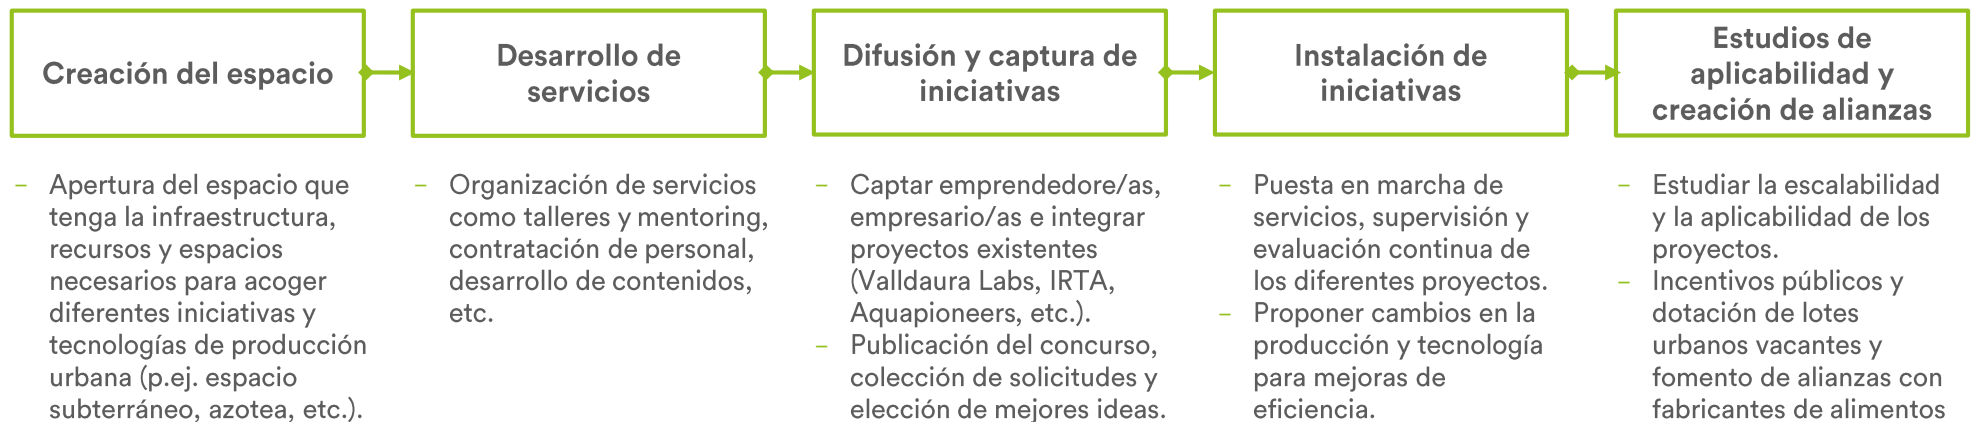 Creación del espacio
Desarrollo de
servicios
Difusión y captura de
iniciativas
Instalación de
iniciativas
Estudios de
aplicabilidad y
creación de alianzas
– Apertura del espacio que
tenga la infraestructura,
recursos y espacios
necesarios para acoger
diferentes iniciativas y
tecnologías de producción
urbana (p.ej. espacio
subterráneo, azotea, etc.).
– Organización de servicios
como talleres y mentoring,
contratación de personal,
desarrollo de contenidos,
etc.
– Captar emprendedore/as,
empresario/as e integrar
proyectos existentes
(Valldaura Labs, IRTA,
Aquapioneers, etc.).
– Publicación del concurso,
colección de solicitudes y
elección de mejores ideas.
– Puesta en marcha de
servicios, supervisión y
evaluación continua de
los diferentes proyectos.
– Proponer cambios en la
producción y tecnología
para mejoras de
eficiencia.
– Estudiar la escalabilidad
y la aplicabilidad de los
proyectos.
– Incentivos públicos y
dotación de lotes
urbanos vacantes y
fomento de alianzas con
fabricantes de alimentos